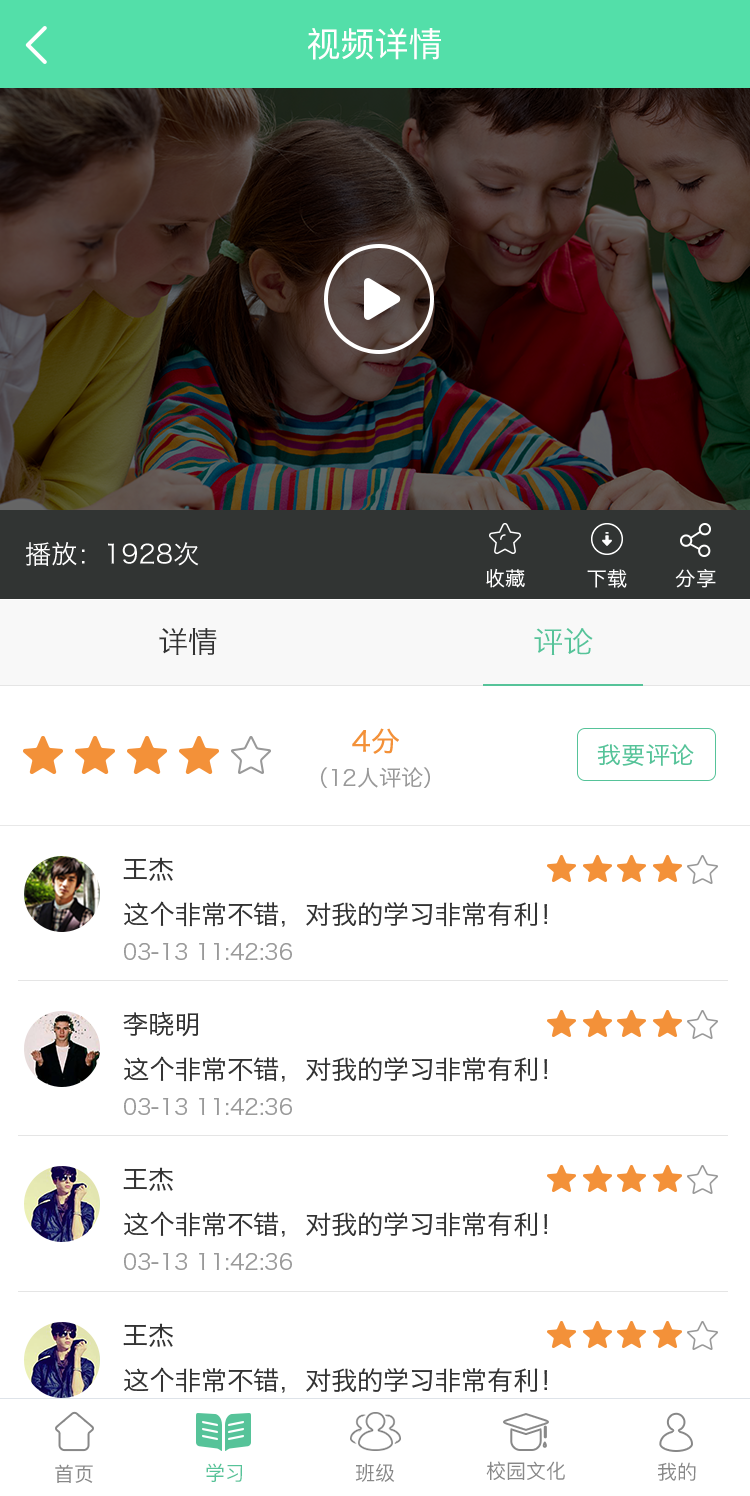 视频详情
播放：1928次
收藏
下载
分享
详情
评论
4分
（12人评论）
我要评论
王杰
这个非常不错，对我的学习非常有利！
03-13 11:42:36
李晓明
这个非常不错，对我的学习非常有利！
03-13 11:42:36
王杰
这个非常不错，对我的学习非常有利！
03-13 11:42:36
王杰
这个非常不错，对我的学习非常有利！
首页
学习
班级
校园文化
我的